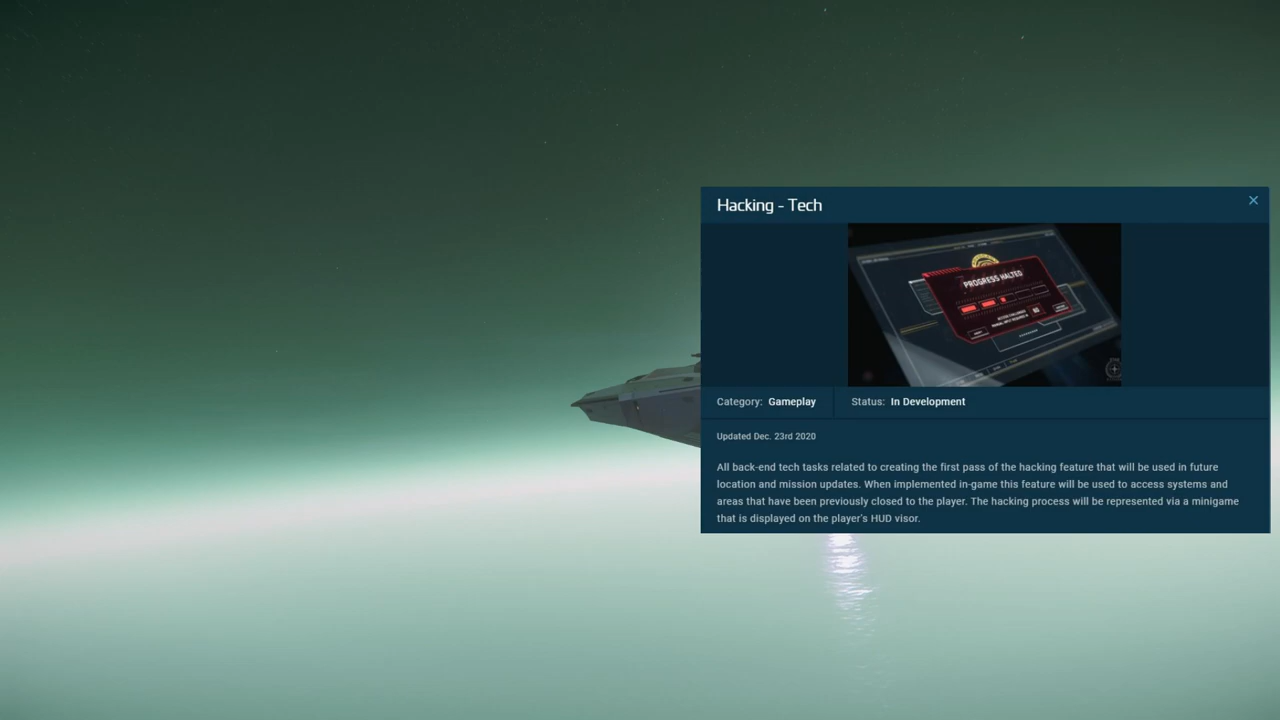 Hacking - Tech
PROGRESS HALTED
Category: Gameplay
Status: In Development
Updated Dec. 23rd 2020
All back-end tech tasks related to creating the first pass of the hacking feature that will be used in future
location and mission updates. When implemented in-game this feature will be used to access systems and
areas that have been previously closed to the player. The hacking process will be represented via a minigame
that is displayed on the player's HUD visor.